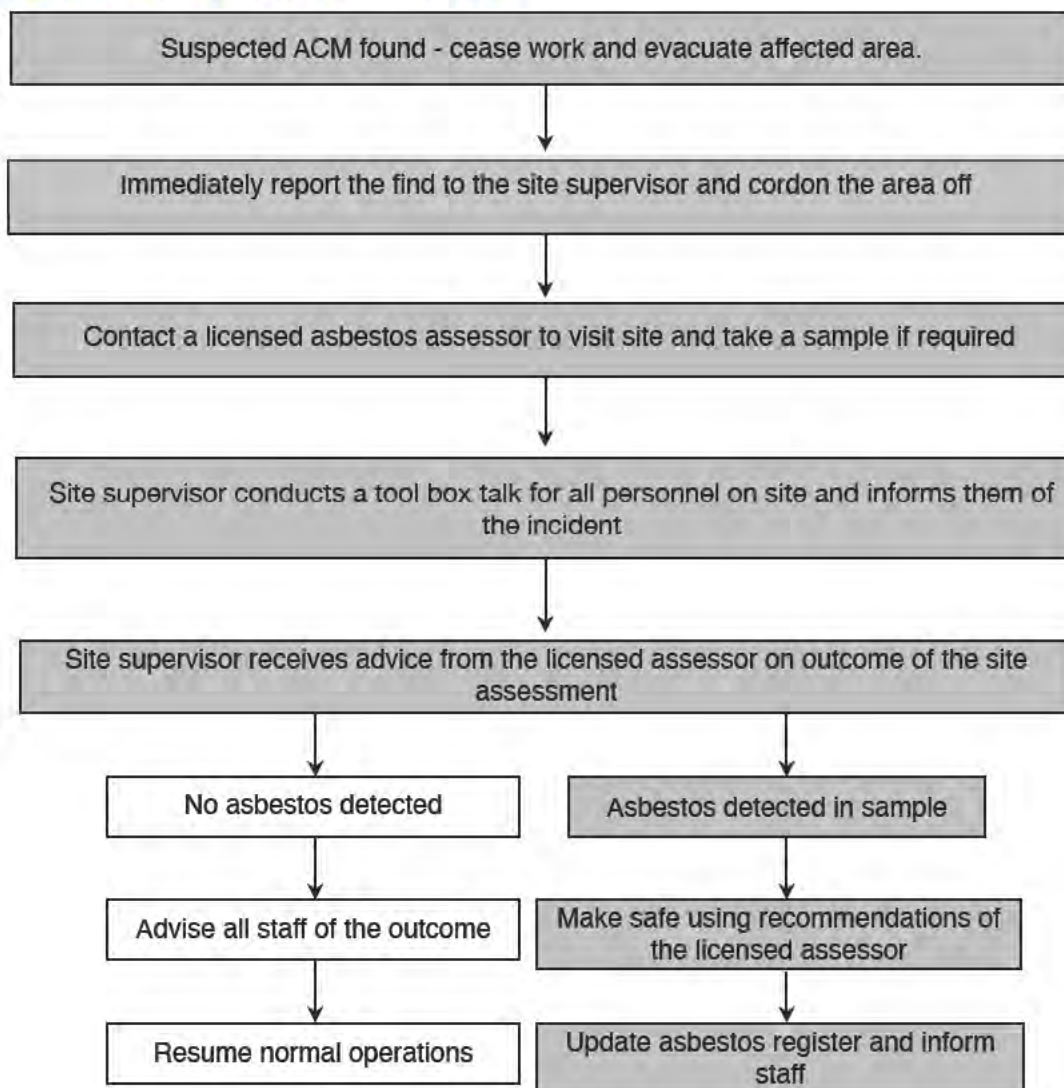 Suspected ACM found - cease work and evacuate affected area.
Immediately report the find to the site supervisor and cordon the area off
Contact a licensed asbestos assessor to visit site and take a sample if required
Site supervisor conducts a tool box talk for all personnel on site and informs them of
the incident
Site supervisor receives advice from the licensed assessor on outcome of the site
assessment
No asbestos detected
Advise all staff of the outcome
Resume normal operations
Asbestos detected in sample
Make safe using recommendations of
the licensed assessor
Update asbestos register and inform
staff